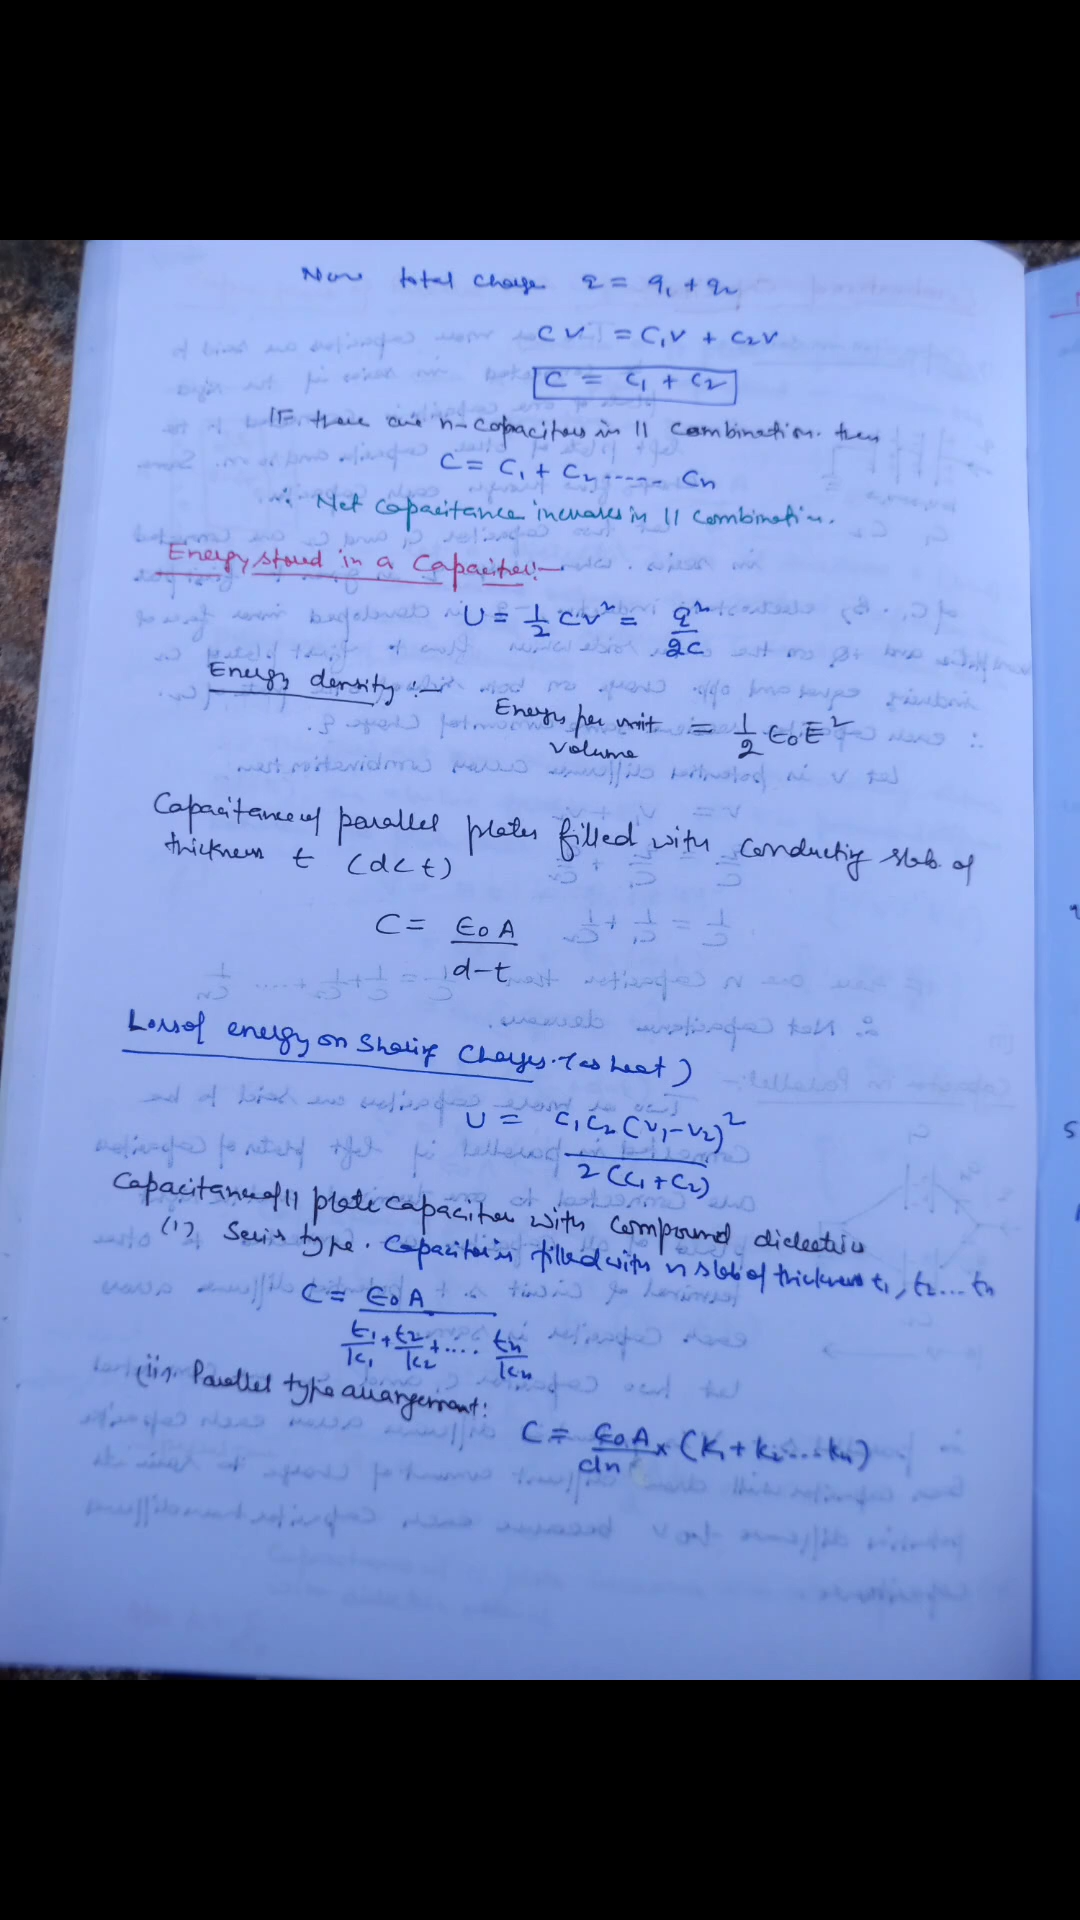 Now total charge q = q₁ + q₂
CV = C₁V + C₂V
C = C₁ + C₂
IF there are n-capacitors in || combination. then
C = C₁ + C₂ ...... Cn
∴ Net capacitance increases in || combination.
Energy stored in a Capacitor:-
U = 1/2 CV² = q²/2C
Energy density :-
Energy per unit volume = 1/2 ϵ₀E²
Capacitance of parallel plates filled with conducting slab of
thickness t (d<t)
C = ϵ₀A / d-t
Loss of energy on sharing charges. (as heat)
U = C₁C₂(V₁-V₂)² / 2(C₁+C₂)
Capacitance of || plate capacitor with compound dielectrics
(i) Series type. Capacitor is filled with n slab of thickness t₁, t₂ ... tn
C = ϵ₀A / t₁/k₁ + t₂/k₂ + .... tn/kn
(ii) Parallel type arrangement:
C = ϵ₀A/dn × (K₁ + K₂ ... kn)